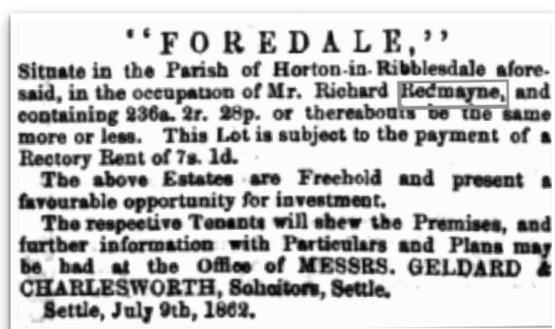 "FOREDALE,"
Situate in the Parish of Horton-in-Ribblesdale afore-
said, in the occupation of Mr. Richard Redmayne, and
containing 236a. 2r. 28p. or thereabouts be the same
more or less. This Lot is subject to the payment of a
Rectory Rent of 7s. 1d.
The above Estates are Freehold and present a
favourable opportunity for investment.
The respective Tenants will shew the Premises, and
further information with Particulars and Plans may
be had at the Office of MESSRS. GELDARD &
CHARLESWORTH, Solicitors, Settle.
Settle, July 9th, 1862.